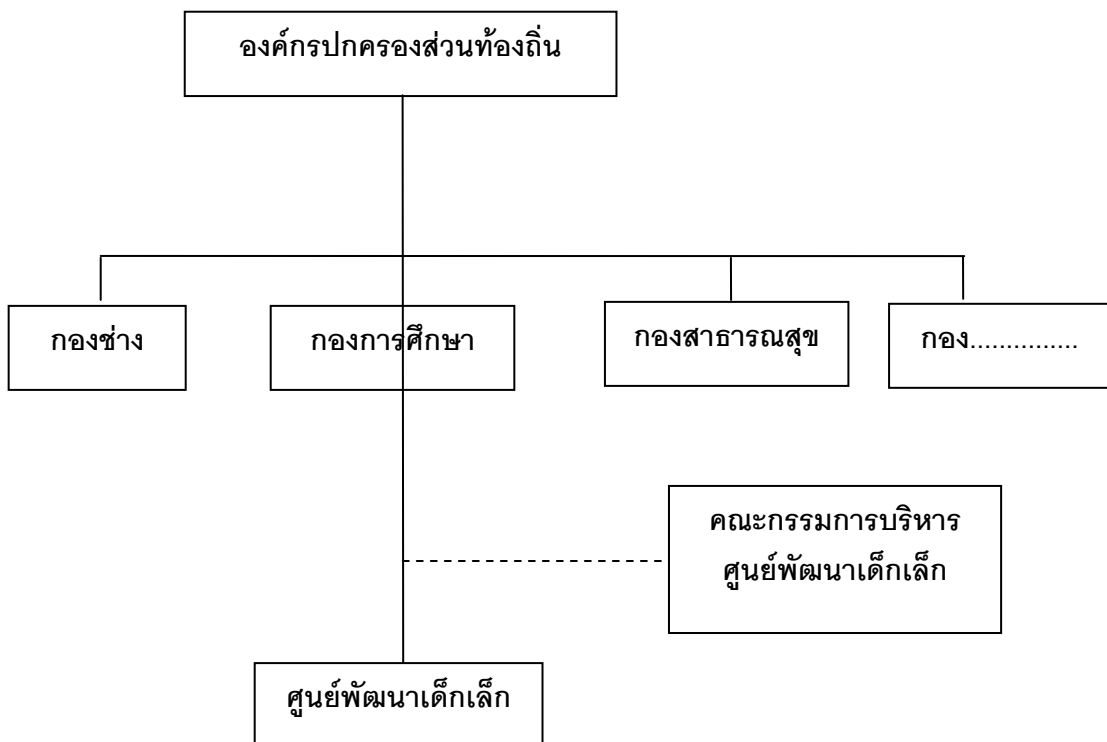 องค์กรปกครองส่วนท้องถิ่น
กองช่าง
กองการศึกษา
กองสาธารณสุข
กอง...............
คณะกรรมการบริหาร
ศูนย์พัฒนาเด็กเล็ก
ศูนย์พัฒนาเด็กเล็ก